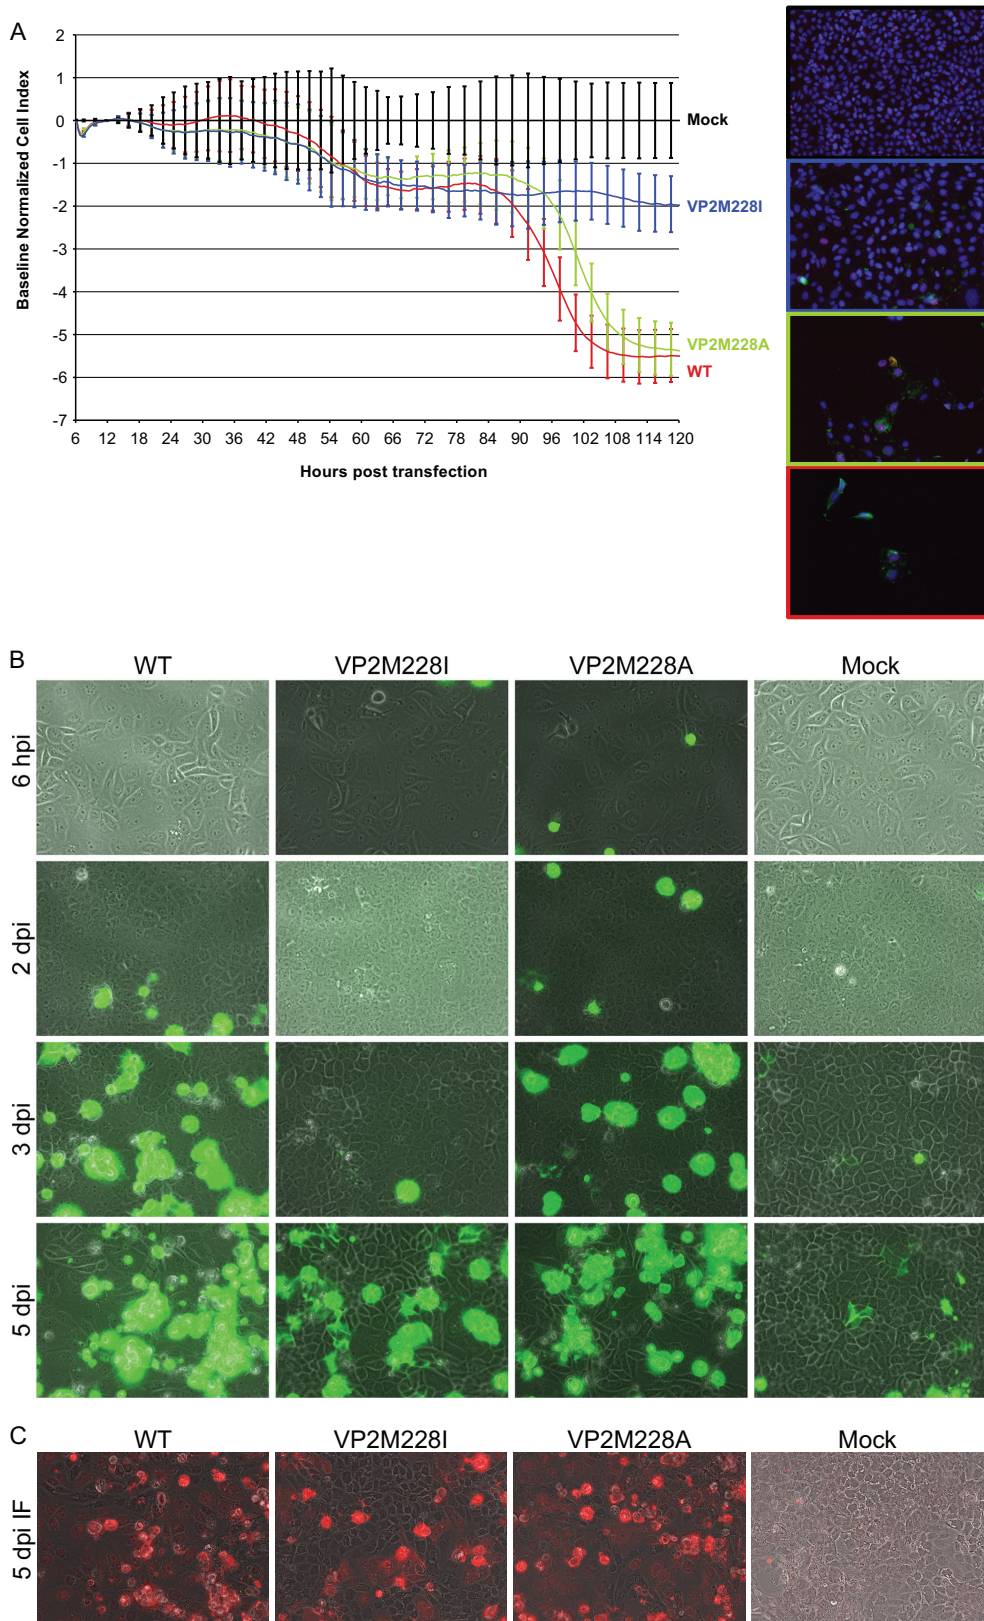 A
2
1
0
-1
-2
-3
-4
-5
-6
-7
Baseline Normalized Cell Index
6 12 18 24 30 36 42 48 54 60 66 72 78 84 90 96 102 108 114 120
Hours post transfection
Mock
VP2M228I
VP2M228A
WT
B
WT VP2M228I VP2M228A Mock
6 hpi
2 dpi
3 dpi
5 dpi
C
WT VP2M228I VP2M228A Mock
5 dpi IF